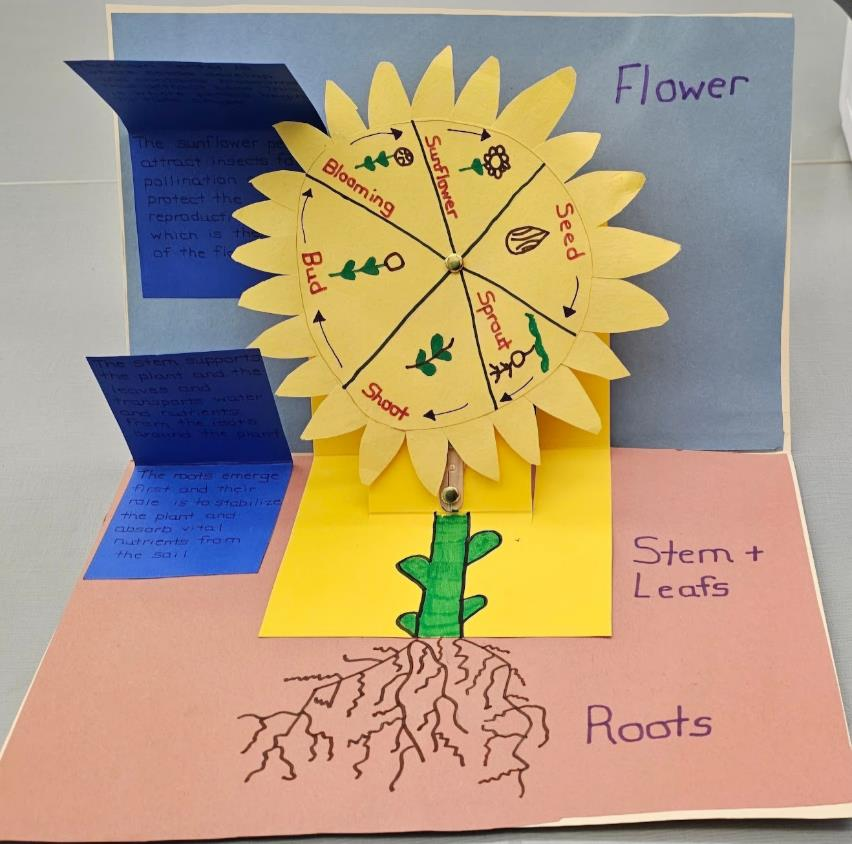 Flower
The sunflower
attract insects
pollination
protect the
which is the
of the
Sunflower
Seed
Sprout
Shoot
Bud
Blooming
The stem supports
the plant and the
leaves and
transports water
and nutrients
from the roots
around the plant
The roots emerge
first and their
role is to stabilize
the plant and
absorb vital
nutrients from
the soil
Stem +
Leafs
Roots